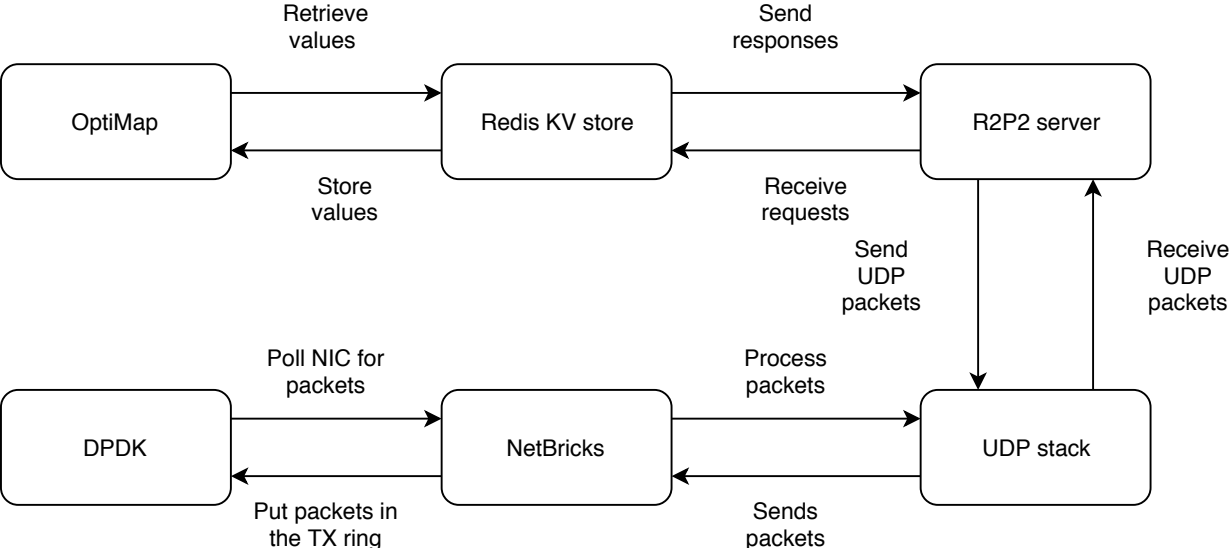 Retrieve
values
Send
responses
OptiMap
Redis KV store
R2P2 server
Store
values
Receive
requests
Send
UDP
packets
Receive
UDP
packets
Poll NIC for
packets
Process
packets
DPDK
NetBricks
UDP stack
Put packets in
the TX ring
Sends
packets